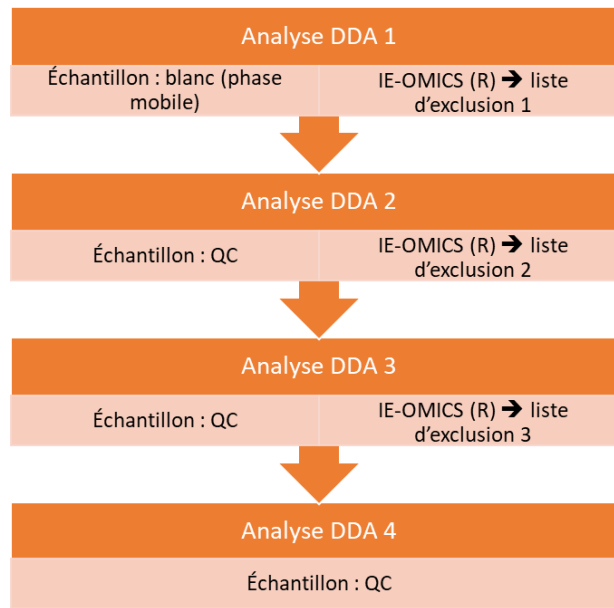 Analyse DDA 1
Échantillon : blanc (phase
mobile)
IE-OMICS (R) ➔ liste
d’exclusion 1
Analyse DDA 2
Échantillon : QC
IE-OMICS (R) ➔ liste
d’exclusion 2
Analyse DDA 3
Échantillon : QC
IE-OMICS (R) ➔ liste
d’exclusion 3
Analyse DDA 4
Échantillon : QC